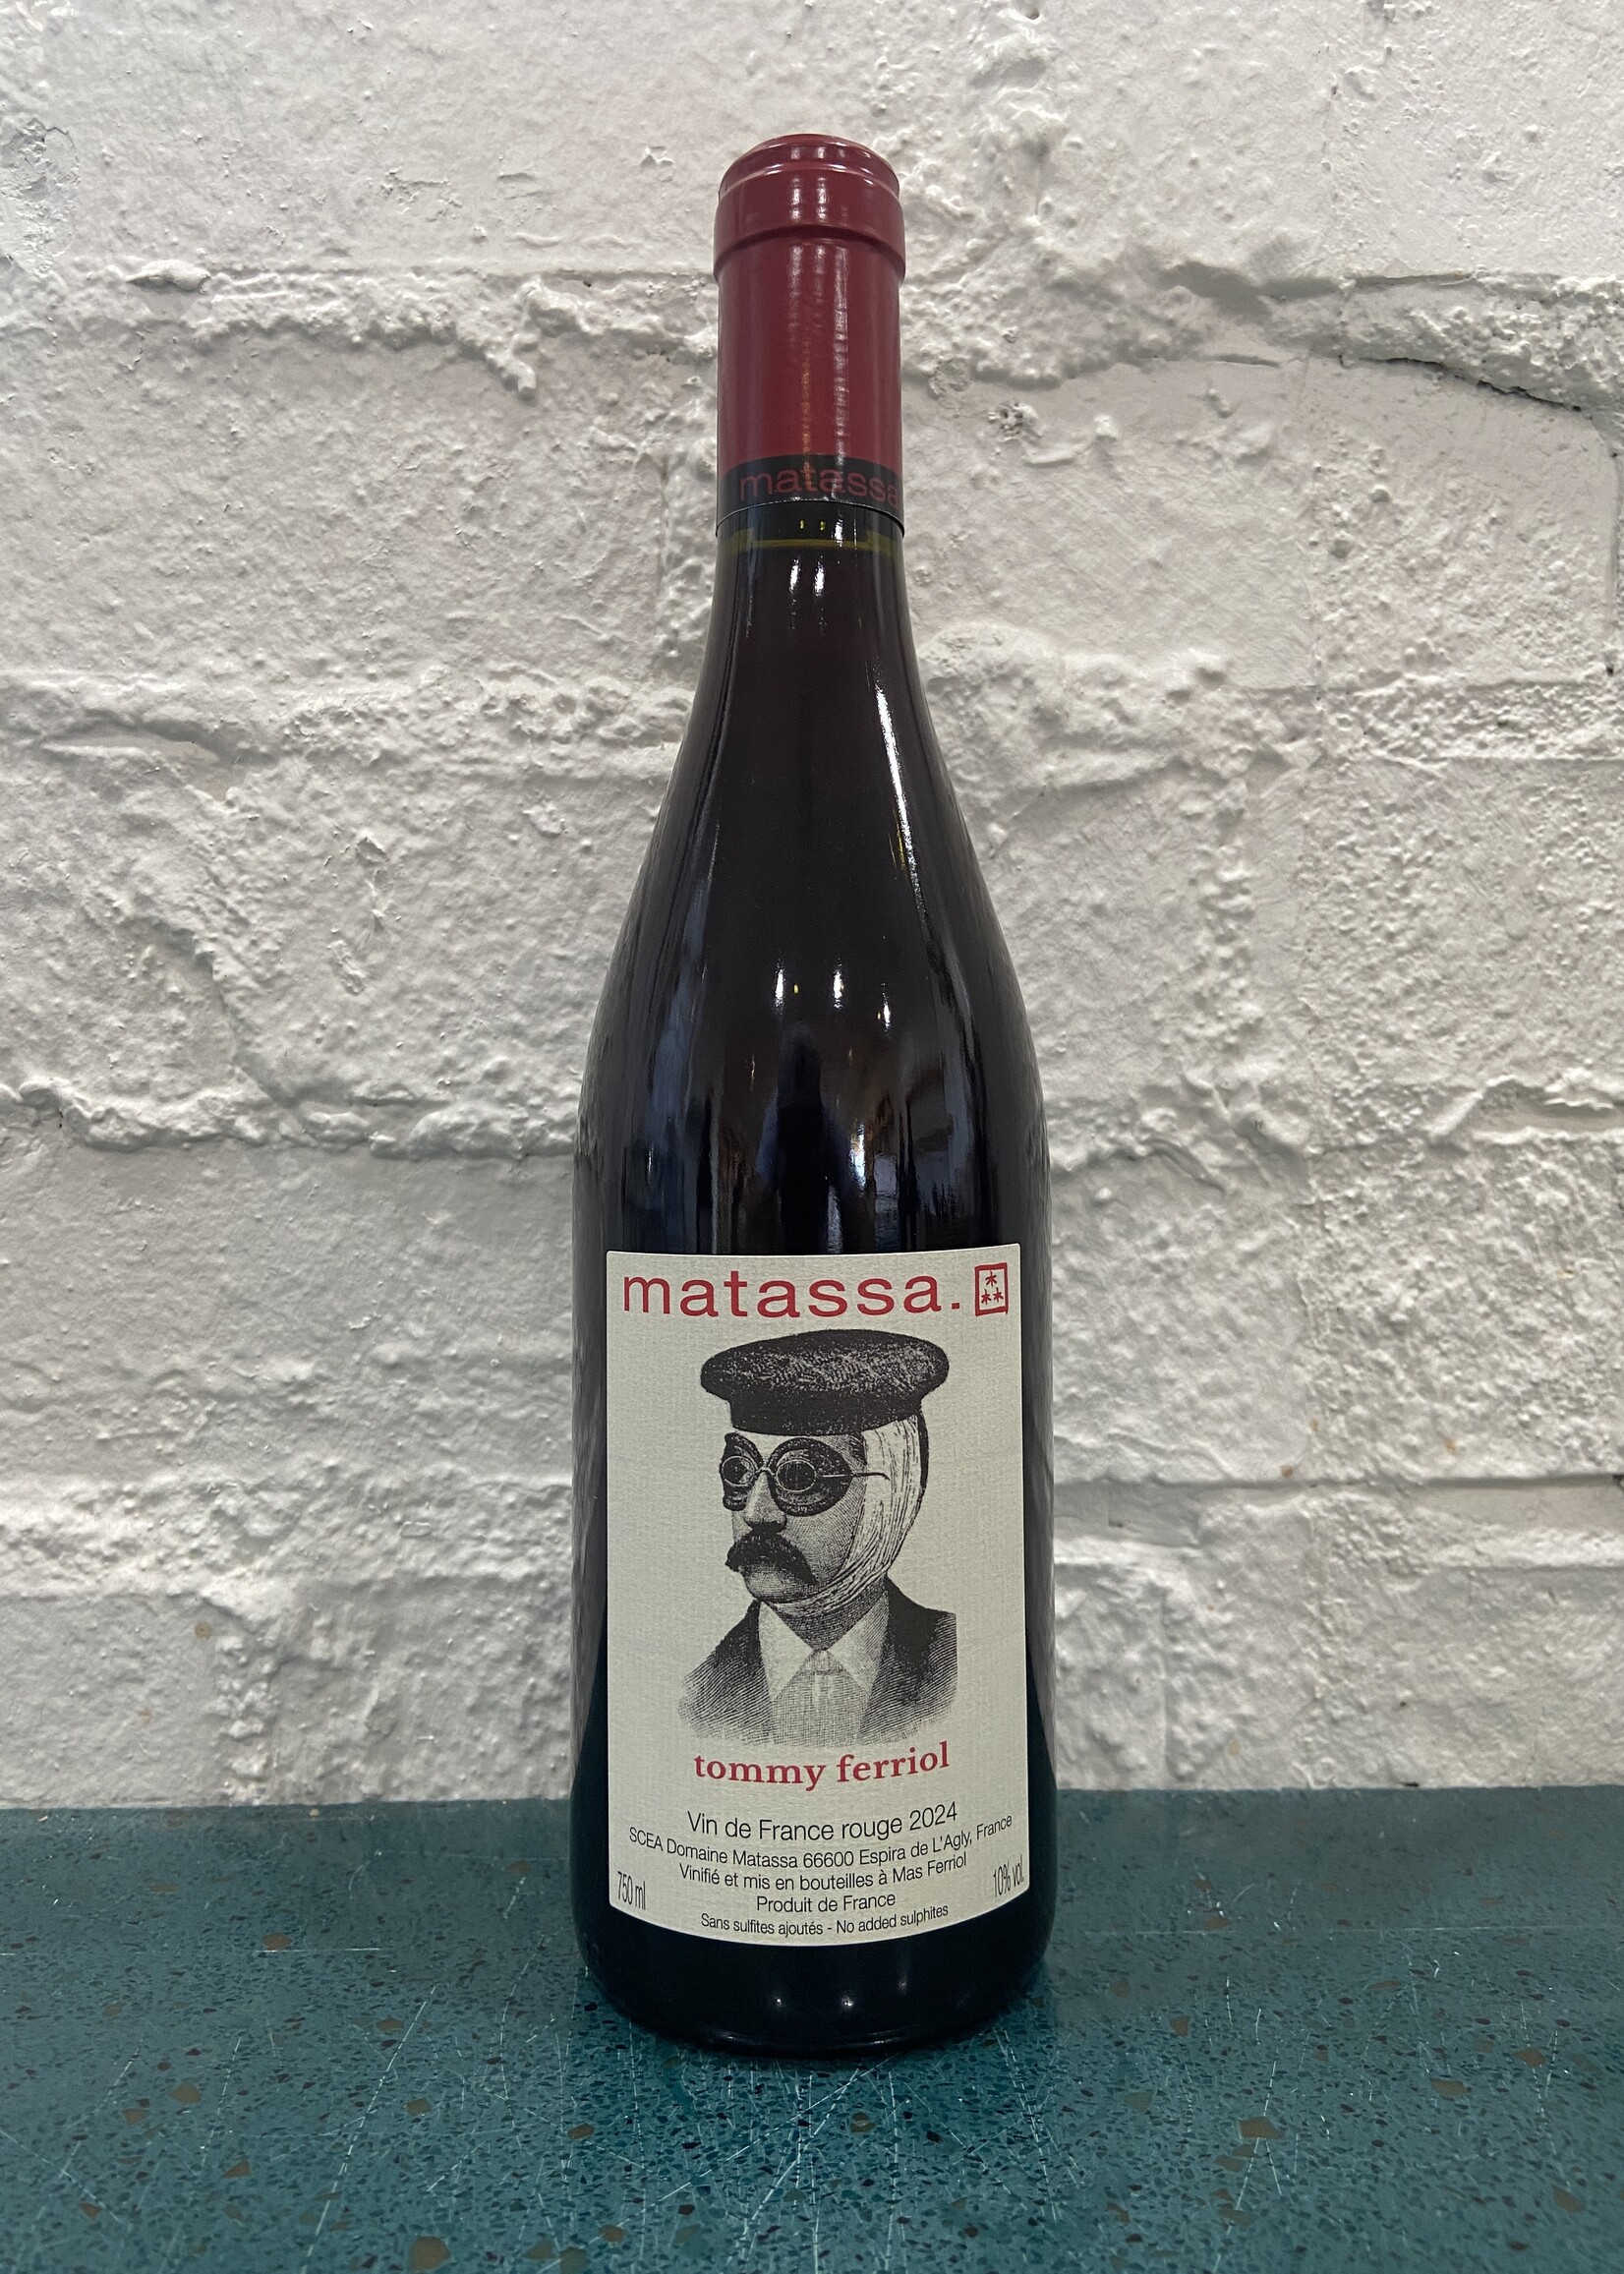 matassa
matassa.
tommy ferriol
Vin de France rouge 2024
SCEA Domaine Matassa 66600 Espira de L'Agly, France
Vinifié et mis en bouteilles à Mas Ferriol
750 ml
10% vol.
Produit de France
Sans sulfites ajoutés - No added sulphites